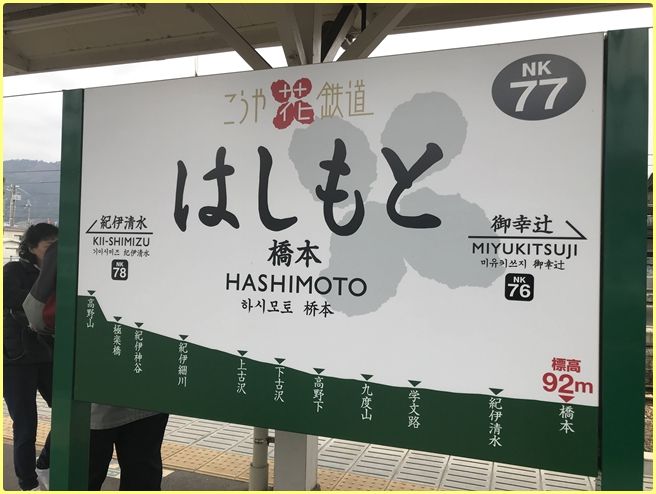 こうや花鉄道
NK
77
はしもと
紀伊清水
KII-SHIMIZU
기이시미즈 纪伊清水
NK
78
橋本
HASHIMOTO
하시모토 桥本
御幸辻
MIYUKITSUJI
미유키쓰지 御幸辻
NK
76
高野山
極楽橋
紀伊神谷
紀伊細川
上古沢
下古沢
高野下
九度山
学文路
紀伊清水
標高
92m
橋本